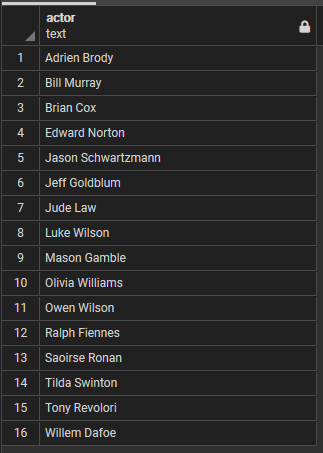 actor
text
1 Adrien Brody
2 Bill Murray
3 Brian Cox
4 Edward Norton
5 Jason Schwartzmann
6 Jeff Goldblum
7 Jude Law
8 Luke Wilson
9 Mason Gamble
10 Olivia Williams
11 Owen Wilson
12 Ralph Fiennes
13 Saoirse Ronan
14 Tilda Swinton
15 Tony Revolori
16 Willem Dafoe